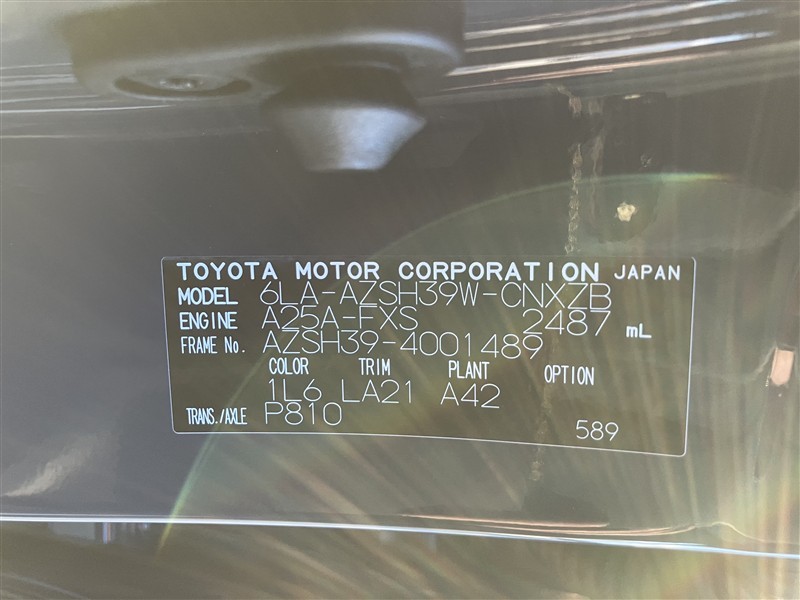 TOYOTA MOTOR CORPORATION JAPAN
MODEL 6LA-AZSH39W-CNXZB
ENGINE A25A-FXS 2487 mL
FRAME No. AZSH39-4001489
COLOR TRIM PLANT OPTION
1L6 LA21 A42
TRANS./AXLE P810
589